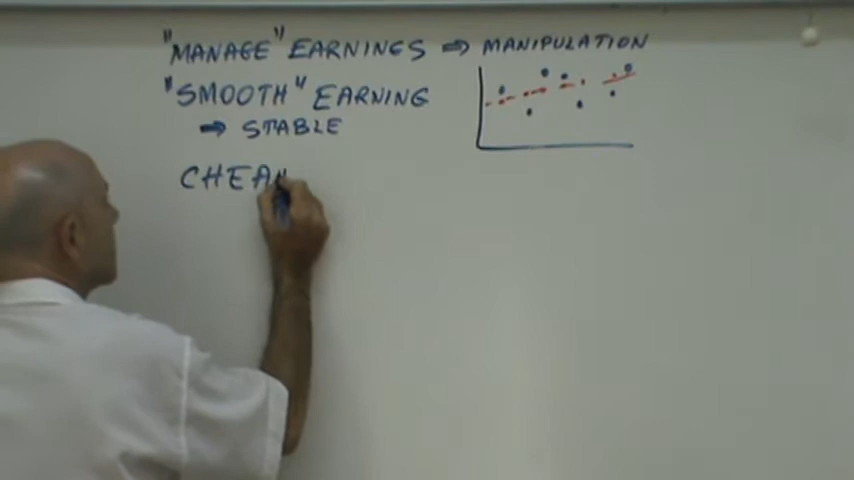 "MANAGE" EARNINGS ⇒ MANIPULATION
"SMOOTH" EARNING
⇒ STABLE